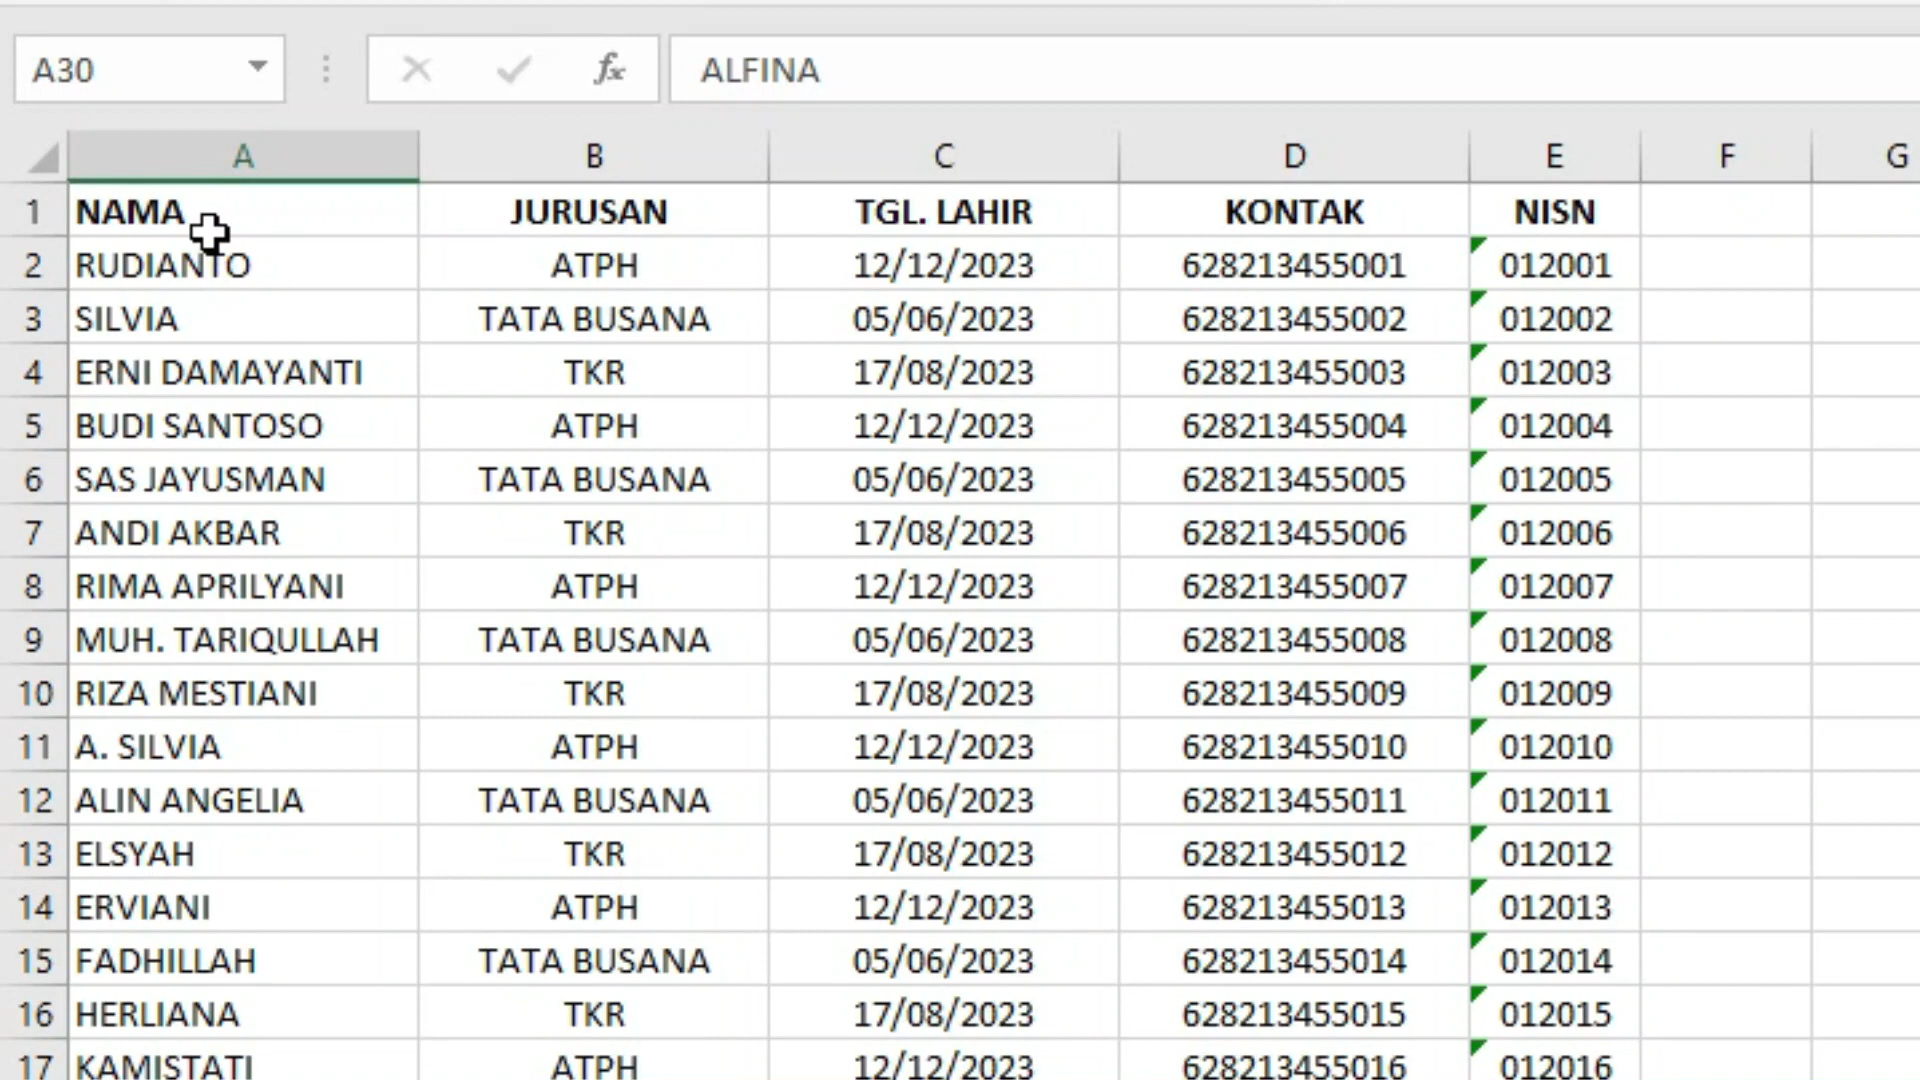 A30 fx ALFINA
A B C D E F G
1 NAMA JURUSAN TGL. LAHIR KONTAK NISN
2 RUDIANTO ATPH 12/12/2023 628213455001 012001
3 SILVIA TATA BUSANA 05/06/2023 628213455002 012002
4 ERNI DAMAYANTI TKR 17/08/2023 628213455003 012003
5 BUDI SANTOSO ATPH 12/12/2023 628213455004 012004
6 SAS JAYUSMAN TATA BUSANA 05/06/2023 628213455005 012005
7 ANDI AKBAR TKR 17/08/2023 628213455006 012006
8 RIMA APRILYANI ATPH 12/12/2023 628213455007 012007
9 MUH. TARIQULLAH TATA BUSANA 05/06/2023 628213455008 012008
10 RIZA MESTIANI TKR 17/08/2023 628213455009 012009
11 A. SILVIA ATPH 12/12/2023 628213455010 012010
12 ALIN ANGELIA TATA BUSANA 05/06/2023 628213455011 012011
13 ELSYAH TKR 17/08/2023 628213455012 012012
14 ERVIANI ATPH 12/12/2023 628213455013 012013
15 FADHILLAH TATA BUSANA 05/06/2023 628213455014 012014
16 HERLIANA TKR 17/08/2023 628213455015 012015
17 KAMISTATI ATPH 12/12/2023 628213455016 012016